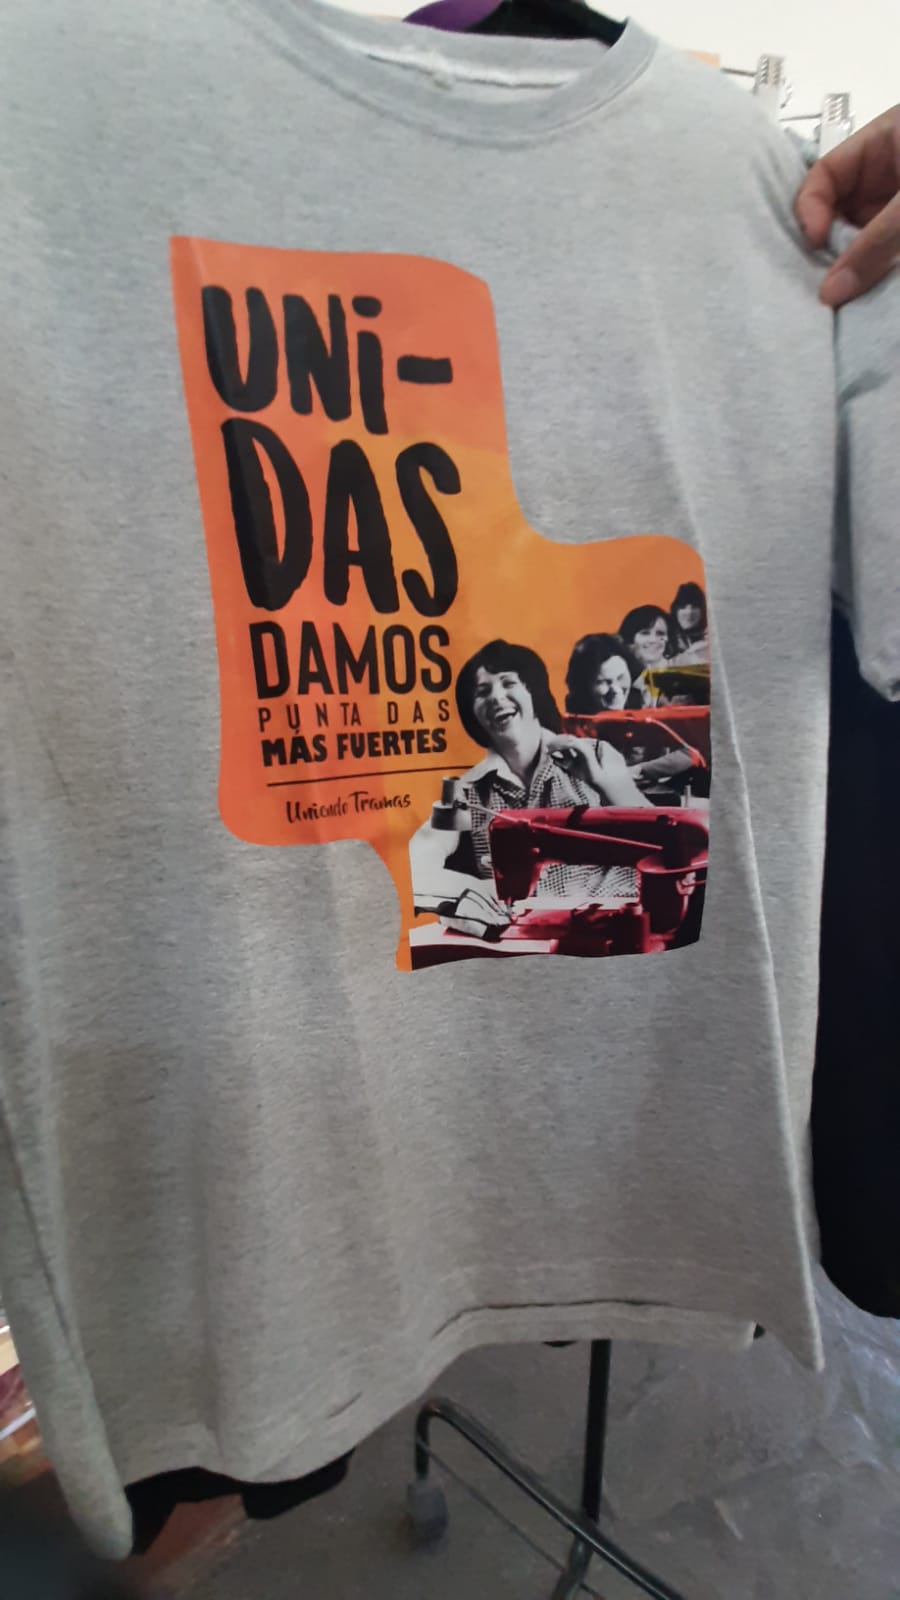 UNi-
DAS
DAMOS
PUNTA DAS
MÁS FUERTES
Uniendo Tramas